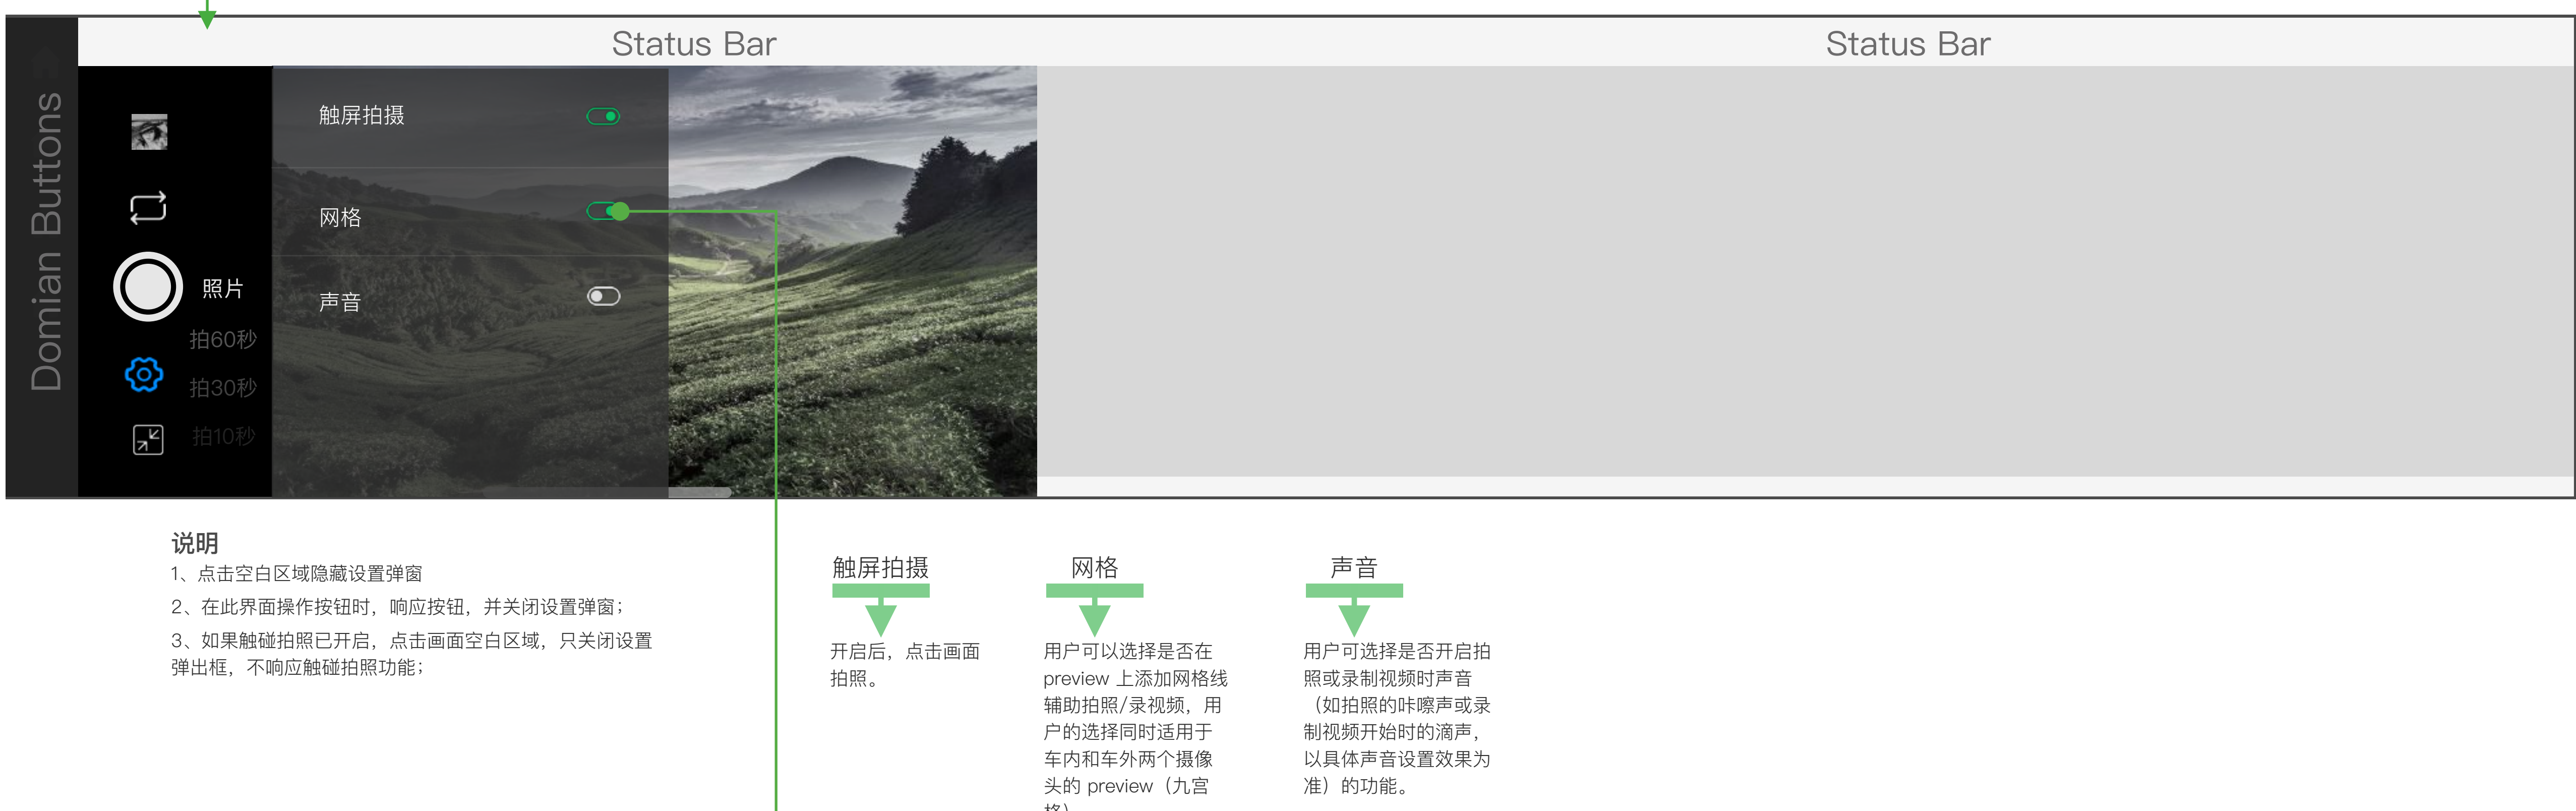 Status Bar
Status Bar
Domian Buttons
触屏拍摄
网格
声音
照片
拍60秒
拍30秒
拍10秒
说明
1、点击空白区域隐藏设置弹窗
2、在此界面操作按钮时，响应按钮，并关闭设置弹窗；
3、如果触碰拍照已开启，点击画面空白区域，只关闭设置
弹出框，不响应触碰拍照功能；
触屏拍摄
开启后，点击画面
拍照。
网格
用户可以选择是否在
preview 上添加网格线
辅助拍照/录视频，用
户的选择同时适用于
车内和车外两个摄像
头的 preview（九宫
格）
声音
用户可选择是否开启拍
照或录制视频时声音
（如拍照的咔嚓声或录
制视频开始时的滴声，
以具体声音设置效果为
准）的功能。